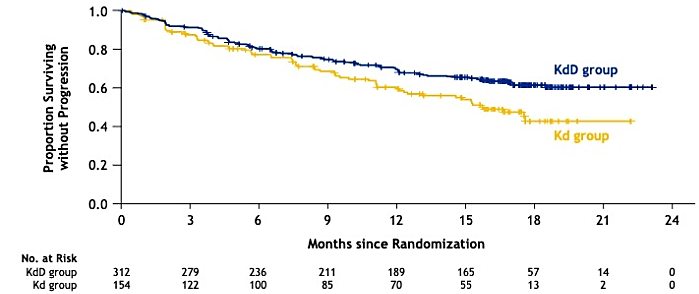 Proportion Surviving
without Progression
1.0
0.8
0.6
0.4
0.2
0.0
KdD group
Kd group
0 3 6 9 12 15 18 21 24
Months since Randomization
No. at Risk
KdD group 312 279 236 211 189 165 57 14 0
Kd group 154 122 100 85 70 55 13 2 0